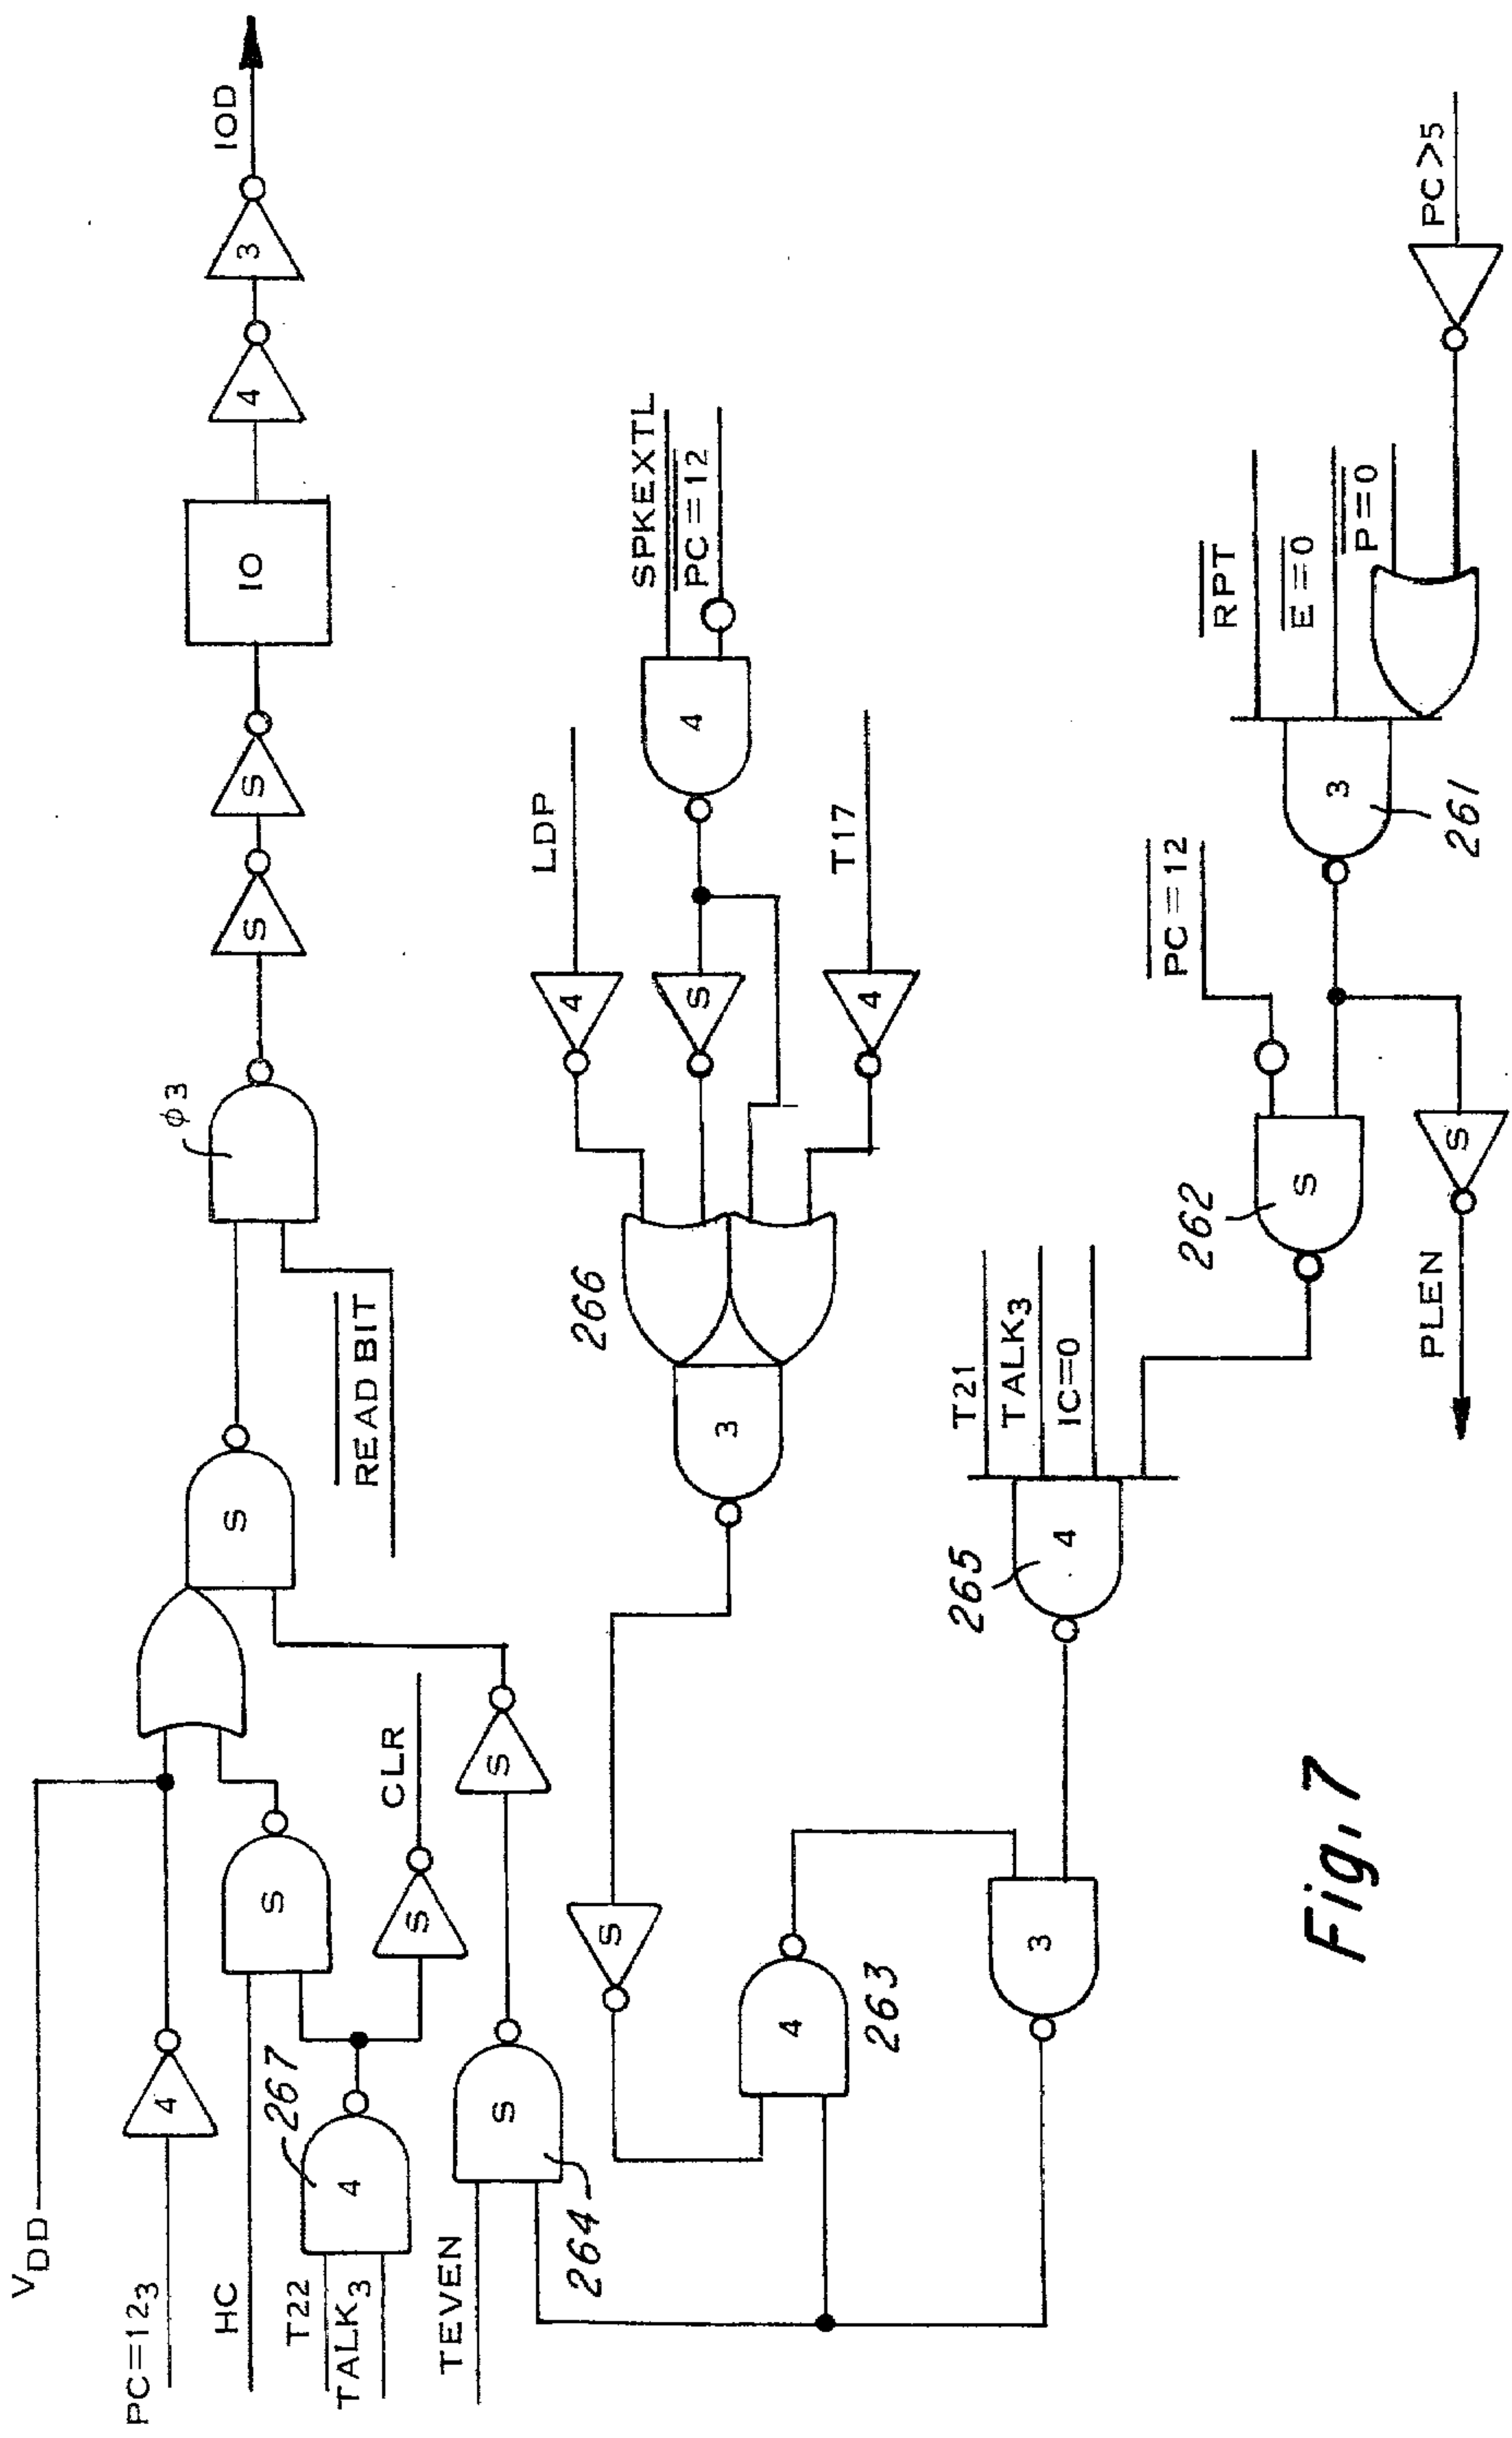 V_DD
PC=12₃
4
HC
267
T22
TALK₃
4
S
S
CLR
S
S
READ BIT
φ3
S
S
IO
4
3
IOD
TEVEN
S
264
S
4
263
3
266
3
LDP
4
S
T17
4
4
SPKEXTL
PC=12
265
4
T21
TALK₃
IC=0
262
S
PC=12
S
PLEN
261
3
RPT
E=0
P=0
PC>5
Fig. 7